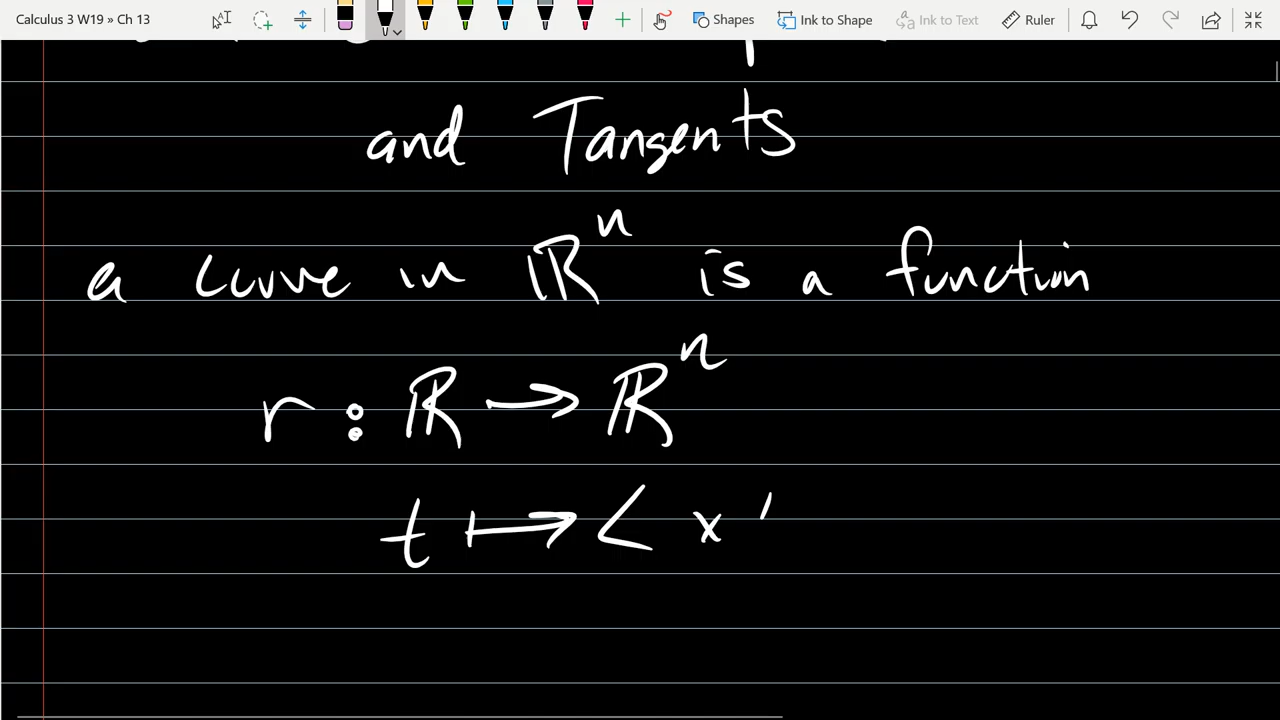 Calculus 3 W19 » Ch 13 Shapes Ink to Shape Ink to Text Ruler
and Tangents
a curve in ℝⁿ is a function
r : ℝ → ℝⁿ
t ↦ < x